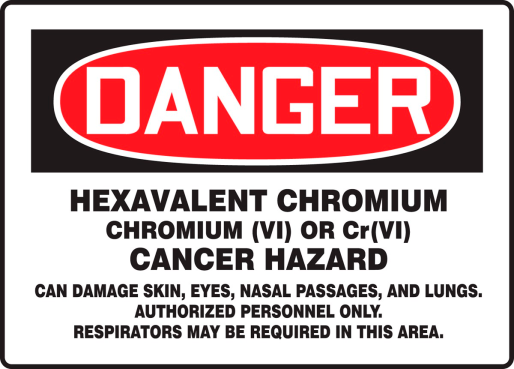 DANGER
HEXAVALENT CHROMIUM
CHROMIUM (VI) OR Cr(VI)
CANCER HAZARD
CAN DAMAGE SKIN, EYES, NASAL PASSAGES, AND LUNGS.
AUTHORIZED PERSONNEL ONLY.
RESPIRATORS MAY BE REQUIRED IN THIS AREA.